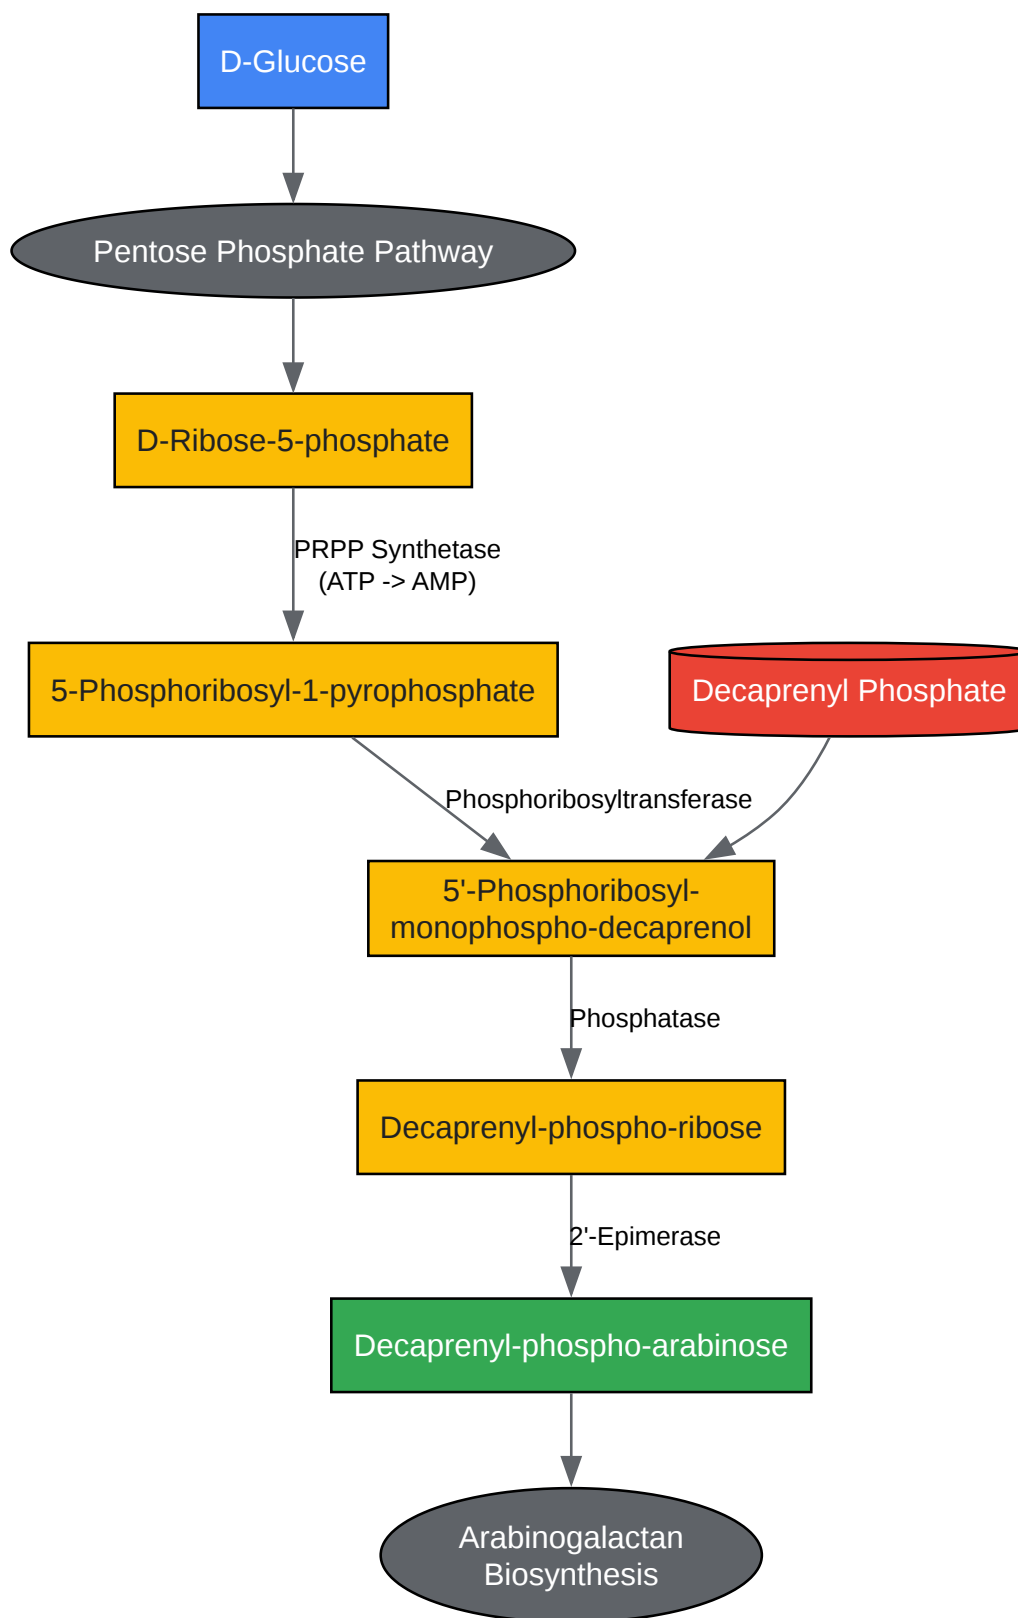 D-Glucose
Pentose Phosphate Pathway
D-Ribose-5-phosphate
PRPP Synthetase
(ATP -> AMP)
5-Phosphoribosyl-1-pyrophosphate
Decaprenyl Phosphate
Phosphoribosyltransferase
5'-Phosphoribosyl-
monophospho-decaprenol
Phosphatase
Decaprenyl-phospho-ribose
2'-Epimerase
Decaprenyl-phospho-arabinose
Arabinogalactan
Biosynthesis